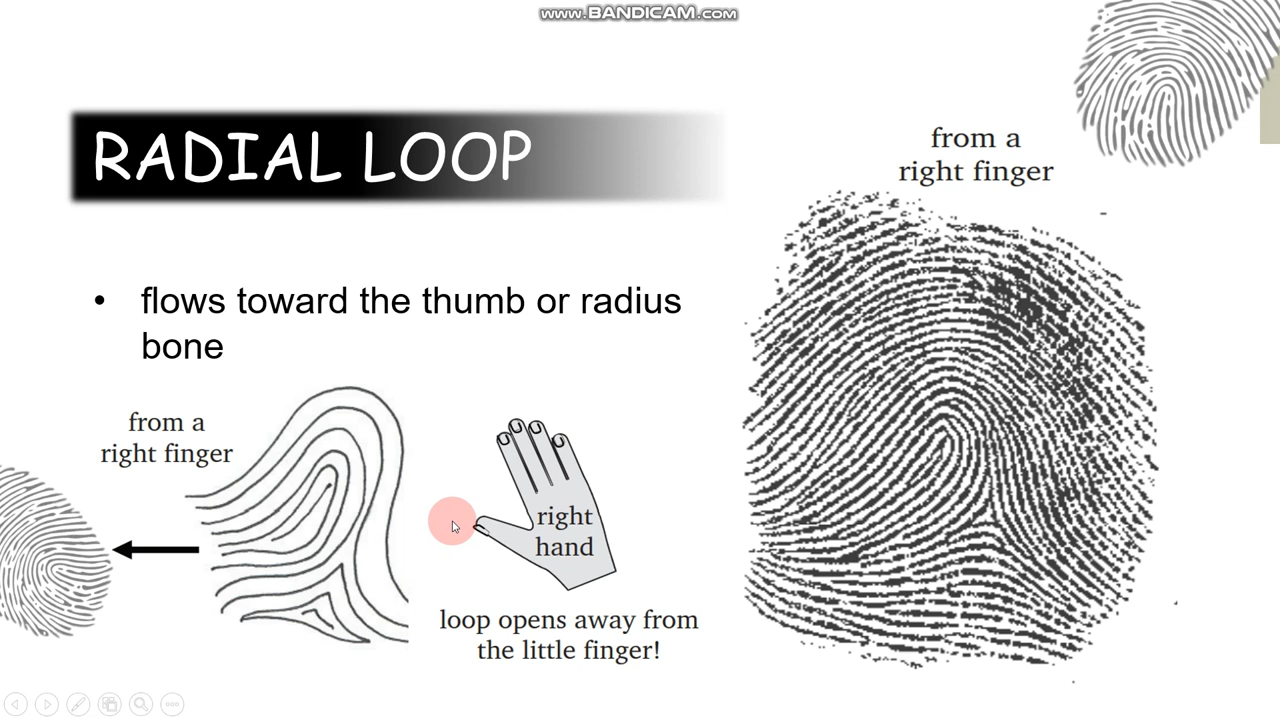 www.BANDICAM.com
RADIAL LOOP
• flows toward the thumb or radius
bone
from a
right finger
right
hand
loop opens away from
the little finger!
from a
right finger